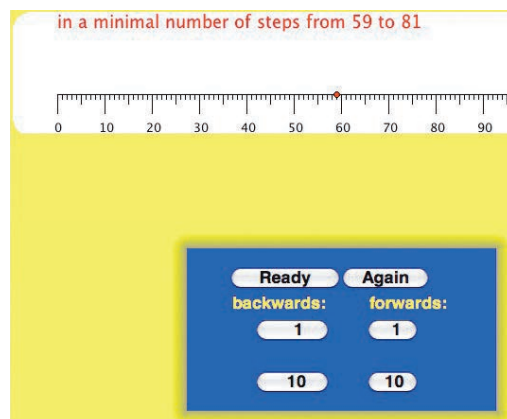 in a minimal number of steps from 59 to 81
0 10 20 30 40 50 60 70 80 90
Ready Again
backwards: forwards:
1 1
10 10